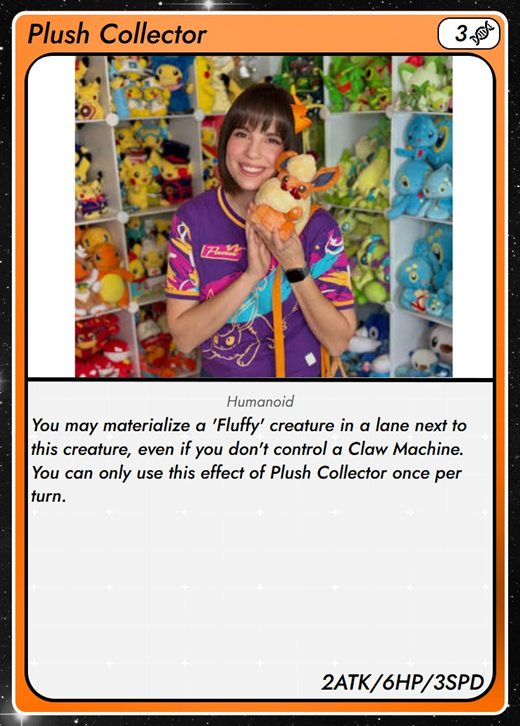 Plush Collector
3
Humanoid
You may materialize a 'Fluffy' creature in a lane next to
this creature, even if you don't control a Claw Machine.
You can only use this effect of Plush Collector once per
turn.
2ATK/6HP/3SPD